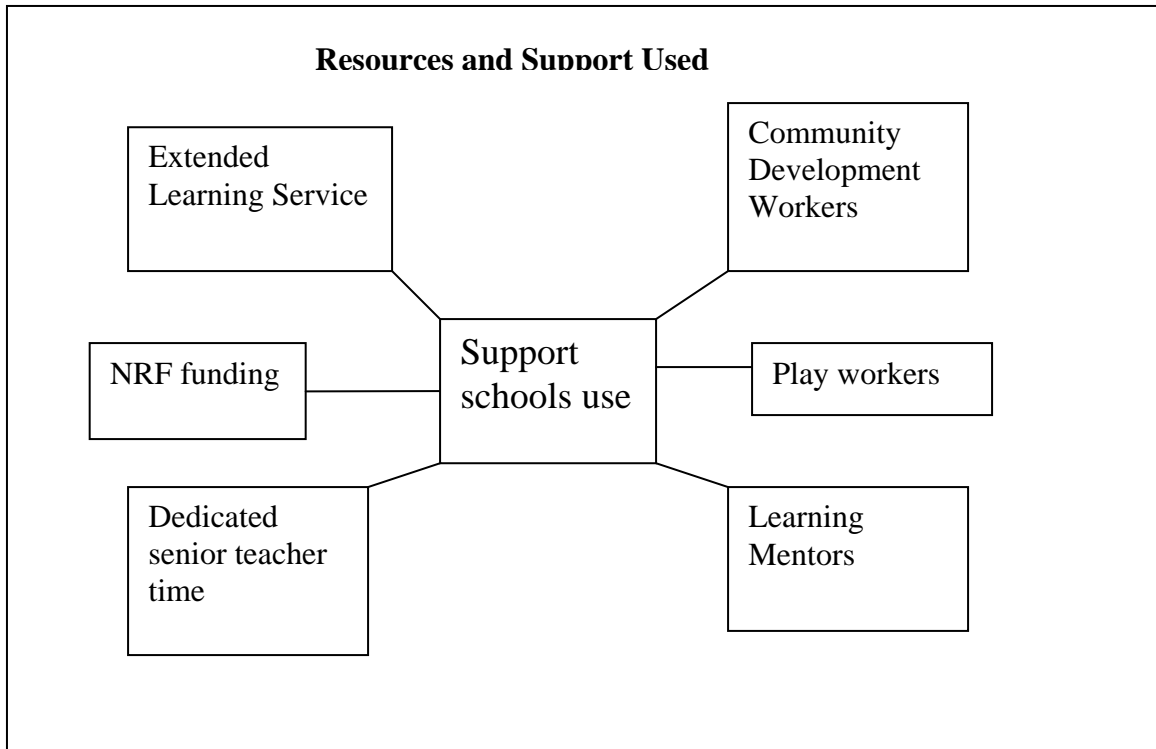 Resources and Support Used
Extended
Learning Service
Community
Development
Workers
Support
schools use
NRF funding
Play workers
Dedicated
senior teacher
time
Learning
Mentors